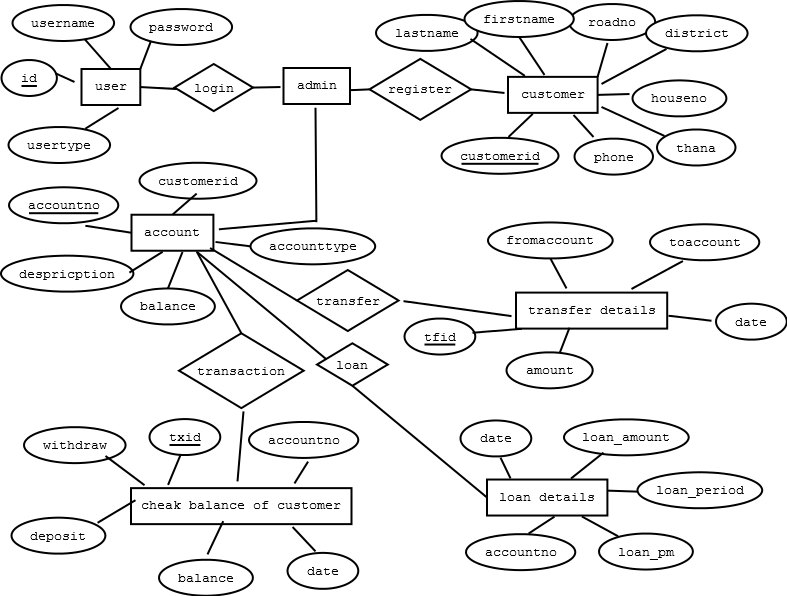 username
password
id
user
usertype
login
admin
register
lastname
firstname
roadno
district
customer
houseno
customerid
phone
thana
customerid
accountno
account
accounttype
despricption
balance
transfer
fromaccount
toaccount
transfer details
tfid
date
amount
transaction
loan
withdraw
txid
accountno
cheak balance of customer
deposit
balance
date
date
loan_amount
loan details
loan_period
accountno
loan_pm